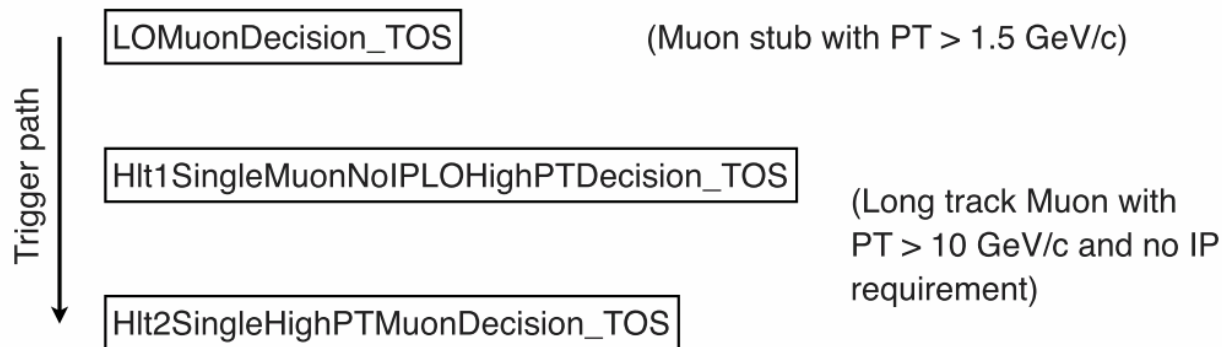 LOMuonDecision_TOS
(Muon stub with PT > 1.5 GeV/c)
Trigger path
Hlt1SingleMuonNoIPLOHighPTDecision_TOS
(Long track Muon with
PT > 10 GeV/c and no IP
requirement)
Hlt2SingleHighPTMuonDecision_TOS